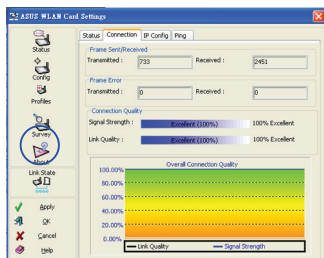 ASUS WLAN Card Settings
Status Connection IP Config Ping
Status
Config
Profiles
Survey
About
Link State
Apply
OK
Cancel
Help
Frame Sent/Received
Transmitted : 733 Received : 2451
Frame Error
Transmitted : 0 Received : 0
Connection Quality
Signal Strength : Excellent (100%) 100% Excellent
Link Quality : Excellent (100%) 100% Excellent
Overall Connection Quality
100.00%
80.00%
60.00%
40.00%
20.00%
0.00%
Link Quality Signal Strength